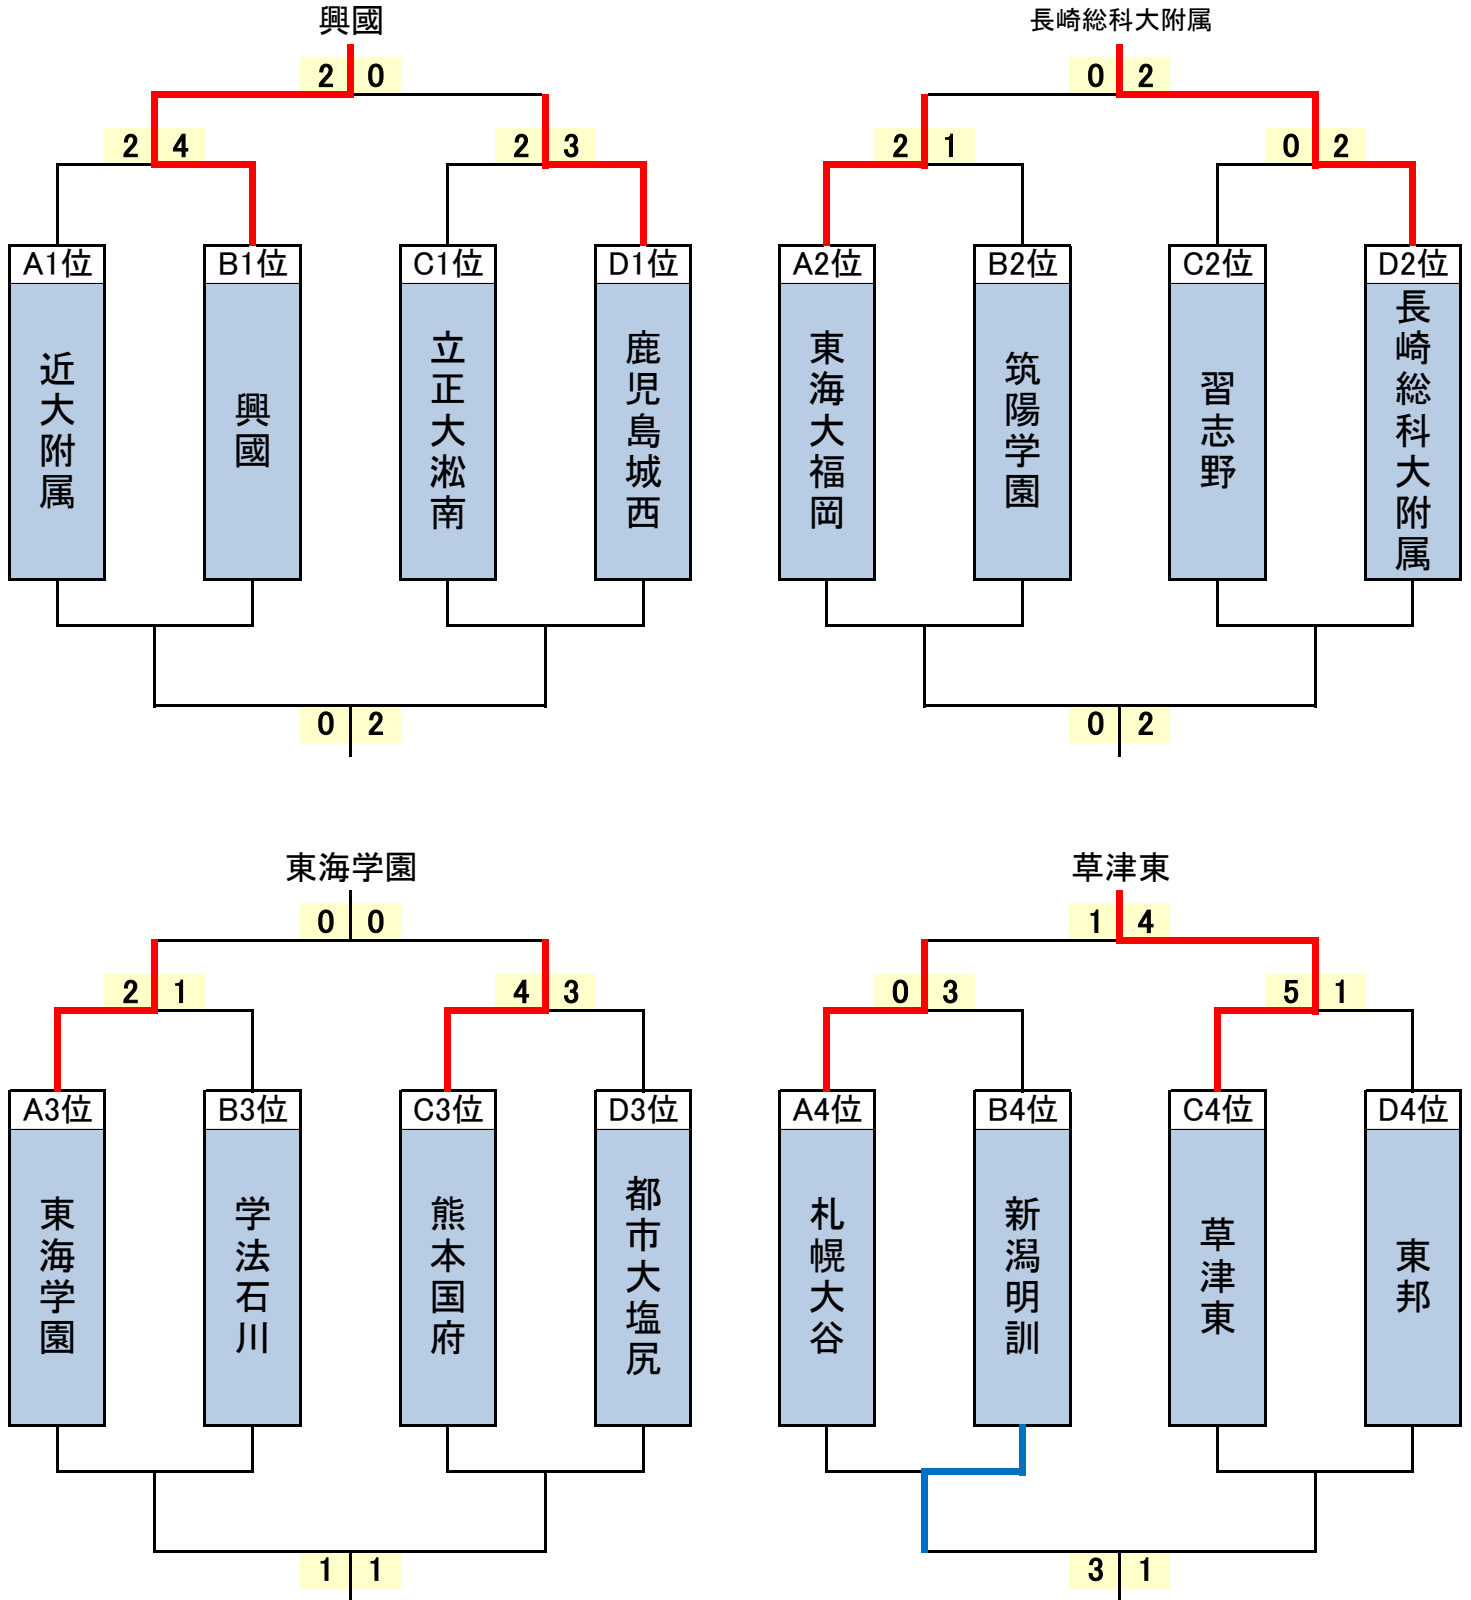 興國
2 0
2 4
2 3
A1位
B1位
C1位
D1位
近大附属
興國
立正大淞南
鹿児島城西
0 2
長崎総科大附属
0 2
2 1
0 2
A2位
B2位
C2位
D2位
東海大福岡
筑陽学園
習志野
長崎総科大附属
0 2
東海学園
0 0
2 1
4 3
A3位
B3位
C3位
D3位
東海学園
学法石川
熊本国府
都市大塩尻
1 1
草津東
1 4
0 3
5 1
A4位
B4位
C4位
D4位
札幌大谷
新潟明訓
草津東
東邦
3 1